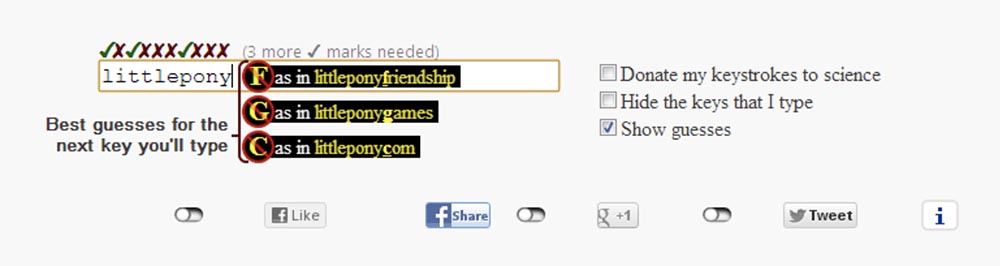 ✓✗✓✗✗✗✓✗✗✗ (3 more ✓ marks needed)
littlepony
F as in littleponyfriendship
G as in littleponygames
C as in littleponycom
Best guesses for the
next key you'll type
Donate my keystrokes to science
Hide the keys that I type
Show guesses
f Like
f Share
g +1
Tweet
i